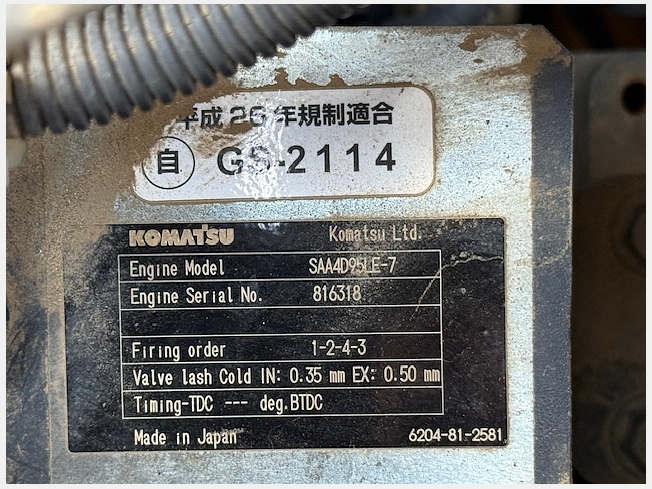 平成26年規制適合
自 GS-2114
KOMATSU Komatsu Ltd.
Engine Model SAA4D95LE-7
Engine Serial No. 816318
Firing order 1-2-4-3
Valve lash Cold IN: 0.35 mm EX: 0.50 mm
Timing-TDC --- deg.BTDC
Made in Japan 6204-81-2581